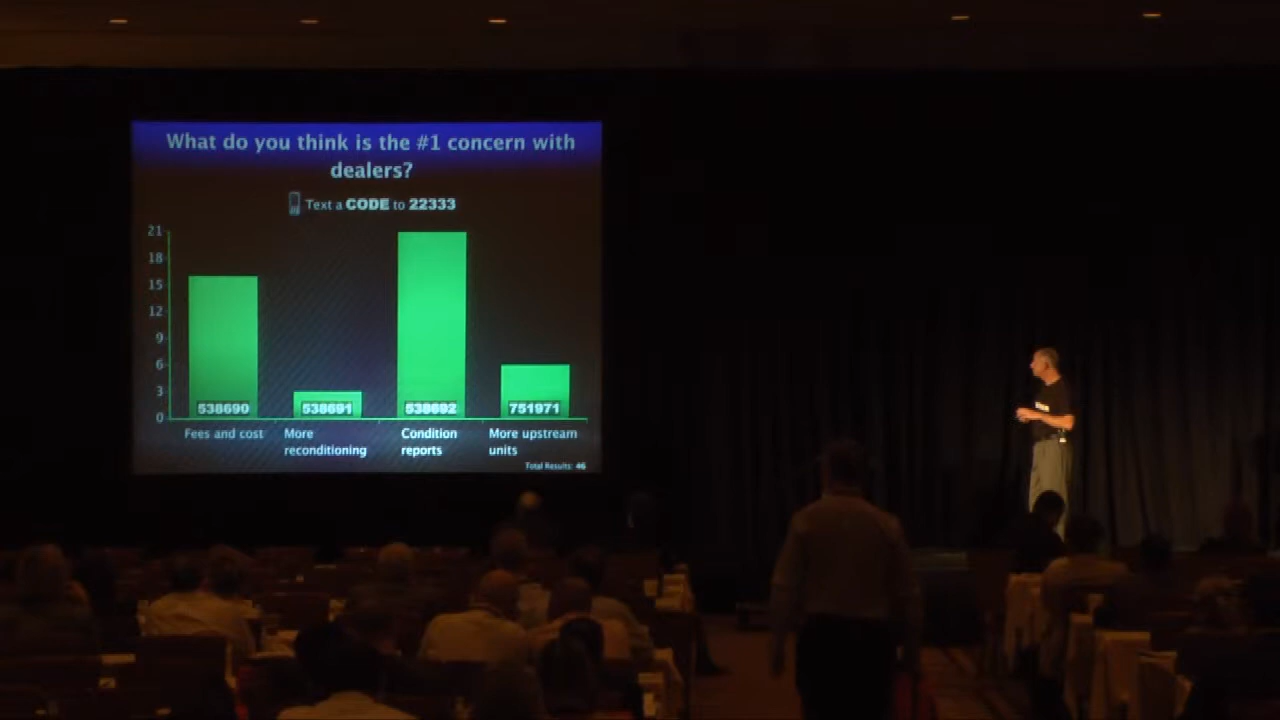 What do you think is the #1 concern with
dealers?
Text a CODE to 22333
21
18
15
12
9
6
3
0
538690
538691
538692
751971
Fees and cost
More
reconditioning
Condition
reports
More upstream
units
Total Results: 46